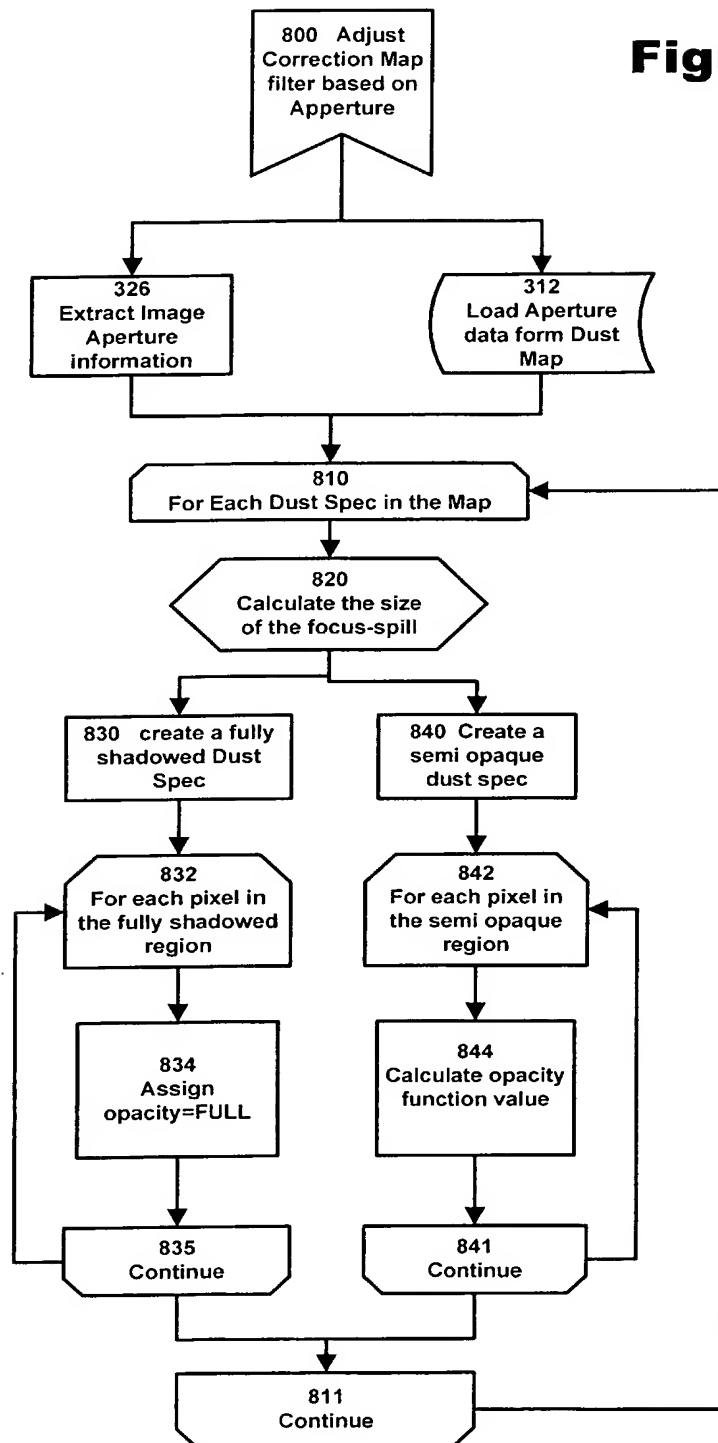 800 Adjust
Correction Map
filter based on
Apperture
Fig
326
Extract Image
Aperture
information
312
Load Aperture
data form Dust
Map
810
For Each Dust Spec in the Map
820
Calculate the size
of the focus-spill
830 create a fully
shadowed Dust
Spec
840 Create a
semi opaque
dust spec
832
For each pixel in
the fully shadowed
region
842
For each pixel in
the semi opaque
region
834
Assign
opacity=FULL
844
Calculate opacity
function value
835
Continue
841
Continue
811
Continue